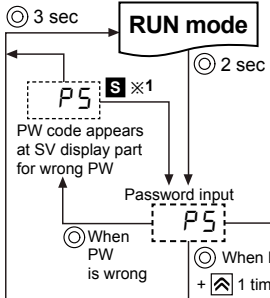 ◎ 3 sec
RUN mode
◎ 2 sec
PS
S ※1
PW code appears
at SV display part
for wrong PW
Password input
PS
◎ When
PW
is wrong
◎ When
+ 1 tim